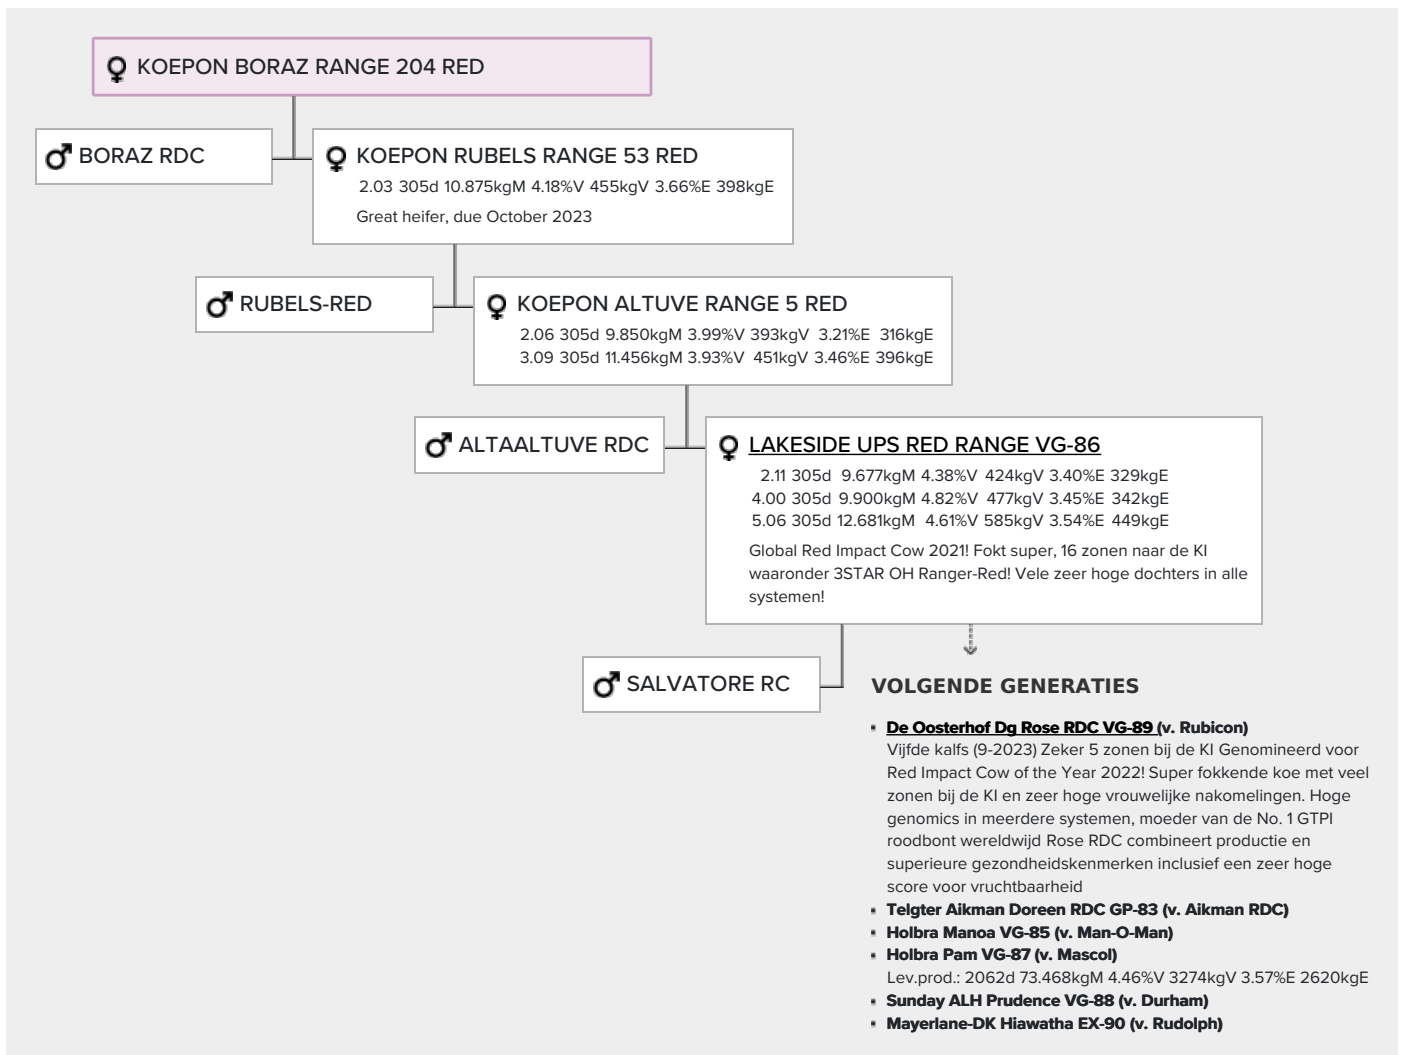 KOEPON BORAZ RANGE 204 RED
BORAZ RDC
KOEPON RUBELS RANGE 53 RED
2.03 305d 10.875kgM 4.18%V 455kgV 3.66%E 398kgE
Great heifer, due October 2023
RUBELS-RED
KOEPON ALTUVE RANGE 5 RED
2.06 305d 9.850kgM 3.99%V 393kgV 3.21%E 316kgE
3.09 305d 11.456kgM 3.93%V 451kgV 3.46%E 396kgE
ALTAALTUVE RDC
LAKESIDE UPS RED RANGE VG-86
2.11 305d 9.677kgM 4.38%V 424kgV 3.40%E 329kgE
4.00 305d 9.900kgM 4.82%V 477kgV 3.45%E 342kgE
5.06 305d 12.681kgM 4.61%V 585kgV 3.54%E 449kgE
Global Red Impact Cow 2021! Fokt super, 16 zonen naar de KI
waaronder 3STAR OH Ranger-Red! Vele zeer hoge dochters in alle
systemen!
SALVATORE RC
VOLGENDE GENERATIES
De Oosterhof Dg Rose RDC VG-89 (v. Rubicon)
Vijfde kalfs (9-2023) Zeker 5 zonen bij de KI Genomineerd voor
Red Impact Cow of the Year 2022! Super fokkende koe met veel
zonen bij de KI en zeer hoge vrouwelijke nakomelingen. Hoge
genomics in meerdere systemen, moeder van de No. 1 GTPI
roodbont wereldwijd Rose RDC combineert productie en
superieure gezondheidskenmerken inclusief een zeer hoge
score voor vruchtbaarheid
Telgter Aikman Doreen RDC GP-83 (v. Aikman RDC)
Holbra Manoa VG-85 (v. Man-O-Man)
Holbra Pam VG-87 (v. Mascol)
Lev.prod.: 2062d 73.468kgM 4.46%V 3274kgV 3.57%E 2620kgE
Sunday ALH Prudence VG-88 (v. Durham)
Mayerlane-DK Hiawatha EX-90 (v. Rudolph)